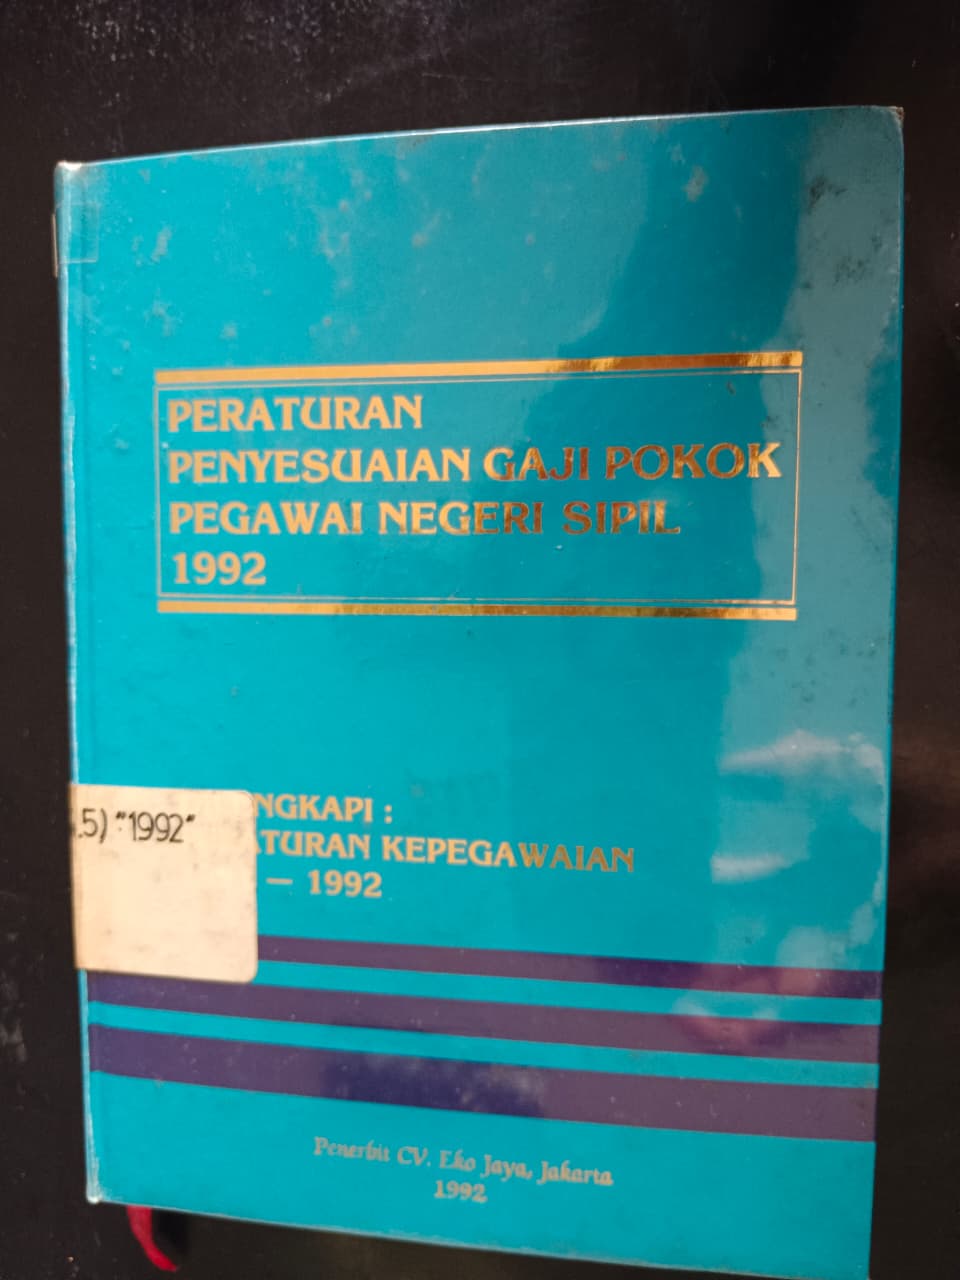 PERATURAN
PENYESUAIAN GAJI POKOK
PEGAWAI NEGERI SIPIL
1992
NGKAPI :
ATURAN KEPEGAWAIAN
— 1992
.5) "1992"
Penerbit CV. Eko Jaya, Jakarta
1992